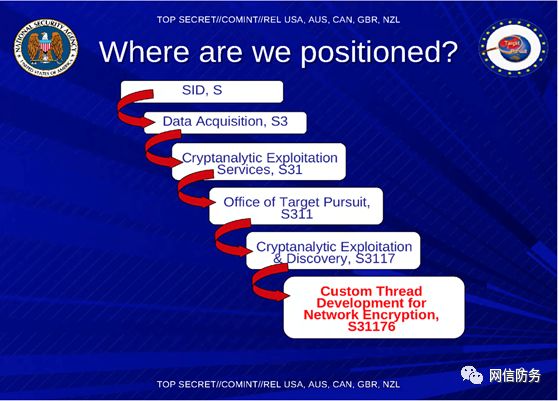 TOP SECRET//COMINT//REL USA, AUS, CAN, GBR, NZL
Where are we positioned?
SID, S
Data Acquisition, S3
Cryptanalytic Exploitation
Services, S31
Office of Target Pursuit,
S311
Cryptanalytic Exploitation
& Discovery, S3117
Custom Thread
Development for
Network Encryption,
S31176
网信防务
TOP SECRET//COMINT//REL USA, AUS, CAN, GBR, NZL
NATIONAL SECURITY AGENCY
UNITED STATES OF AMERICA
Target